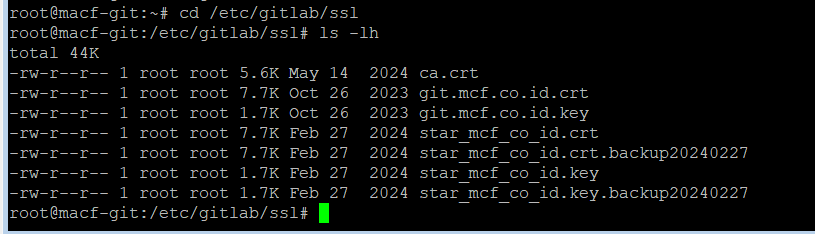 root@macf-git:~# cd /etc/gitlab/ssl
root@macf-git:/etc/gitlab/ssl# ls -lh
total 44K
-rw-r--r-- 1 root root 5.6K May 14  2024 ca.crt
-rw-r--r-- 1 root root 7.7K Oct 26  2023 git.mcf.co.id.crt
-rw-r--r-- 1 root root 1.7K Oct 26  2023 git.mcf.co.id.key
-rw-r--r-- 1 root root 7.7K Feb 27  2024 star_mcf_co_id.crt
-rw-r--r-- 1 root root 7.7K Feb 27  2024 star_mcf_co_id.crt.backup20240227
-rw-r--r-- 1 root root 1.7K Feb 27  2024 star_mcf_co_id.key
-rw-r--r-- 1 root root 1.7K Feb 27  2024 star_mcf_co_id.key.backup20240227
root@macf-git:/etc/gitlab/ssl#